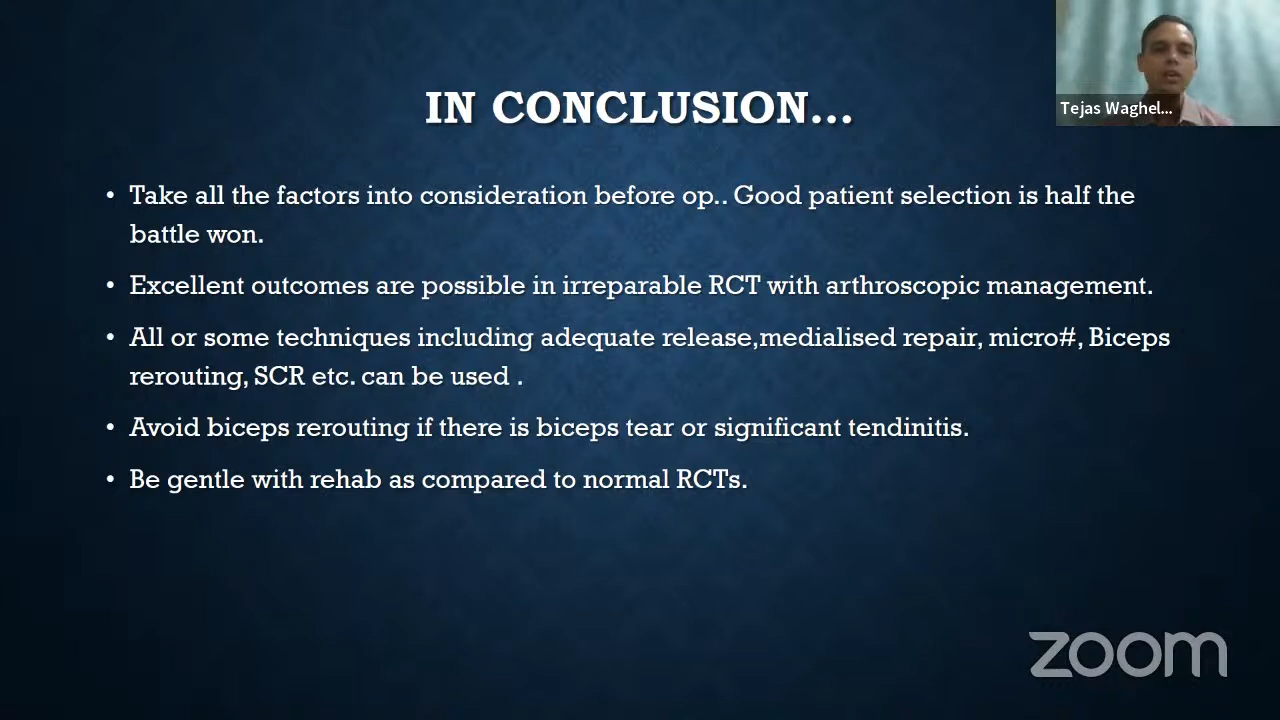 IN CONCLUSION...
Tejas Waghel...
• Take all the factors into consideration before op.. Good patient selection is half the
battle won.
• Excellent outcomes are possible in irreparable RCT with arthroscopic management.
• All or some techniques including adequate release,medialised repair, micro#, Biceps
rerouting, SCR etc. can be used .
• Avoid biceps rerouting if there is biceps tear or significant tendinitis.
• Be gentle with rehab as compared to normal RCTs.
zoom